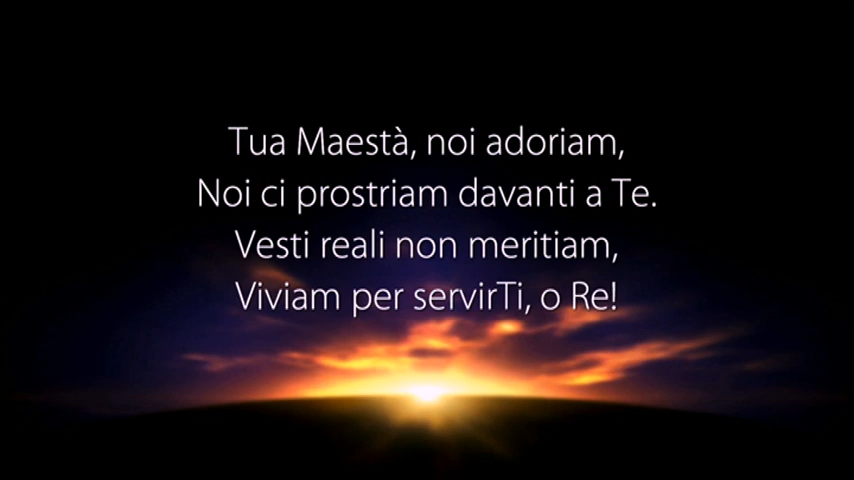 Tua Maestà, noi adoriam,
Noi ci prostriam davanti a Te.
Vesti reali non meritiam,
Viviam per servirTi, o Re!